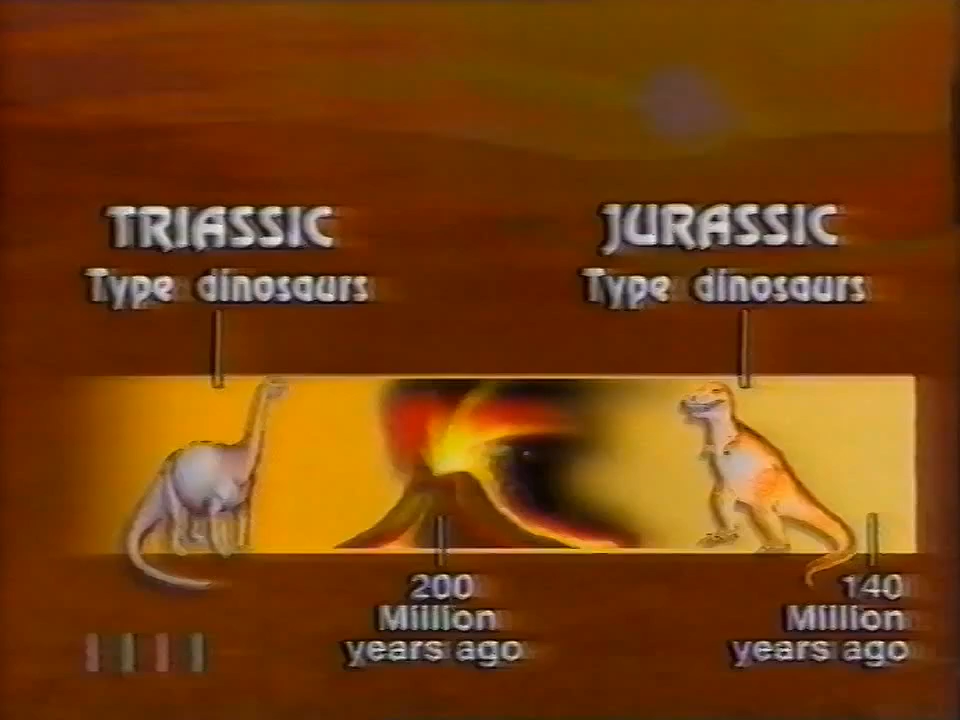 TRIASSIC
Type dinosaurs
JURASSIC
Type dinosaurs
200
Million
years ago
140
Million
years ago